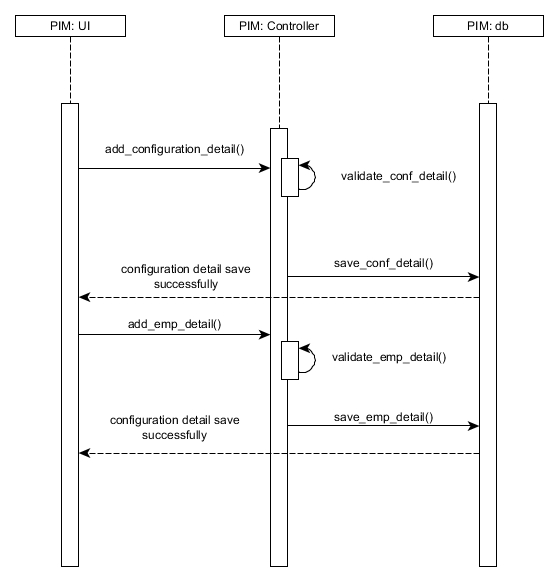 PIM: UI
PIM: Controller
PIM: db
add_configuration_detail()
validate_conf_detail()
save_conf_detail()
configuration detail save
successfully
add_emp_detail()
validate_emp_detail()
save_emp_detail()
configuration detail save
successfully